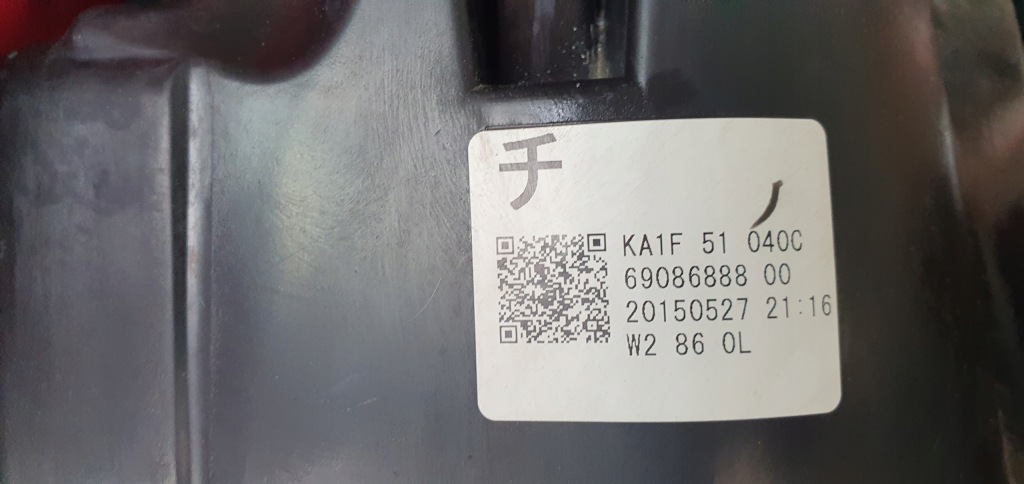 チ
KA1F 51 040C
69086888 00
20150527 21:16
W2 86 0L